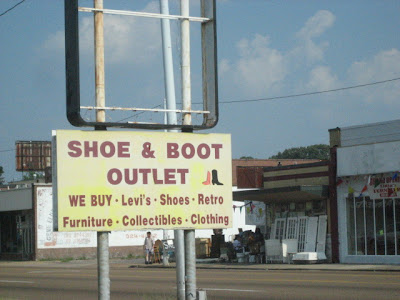 SHOE & BOOT
OUTLET
WE BUY · Levi's · Shoes · Retro
Furniture · Collectibles · Clothing